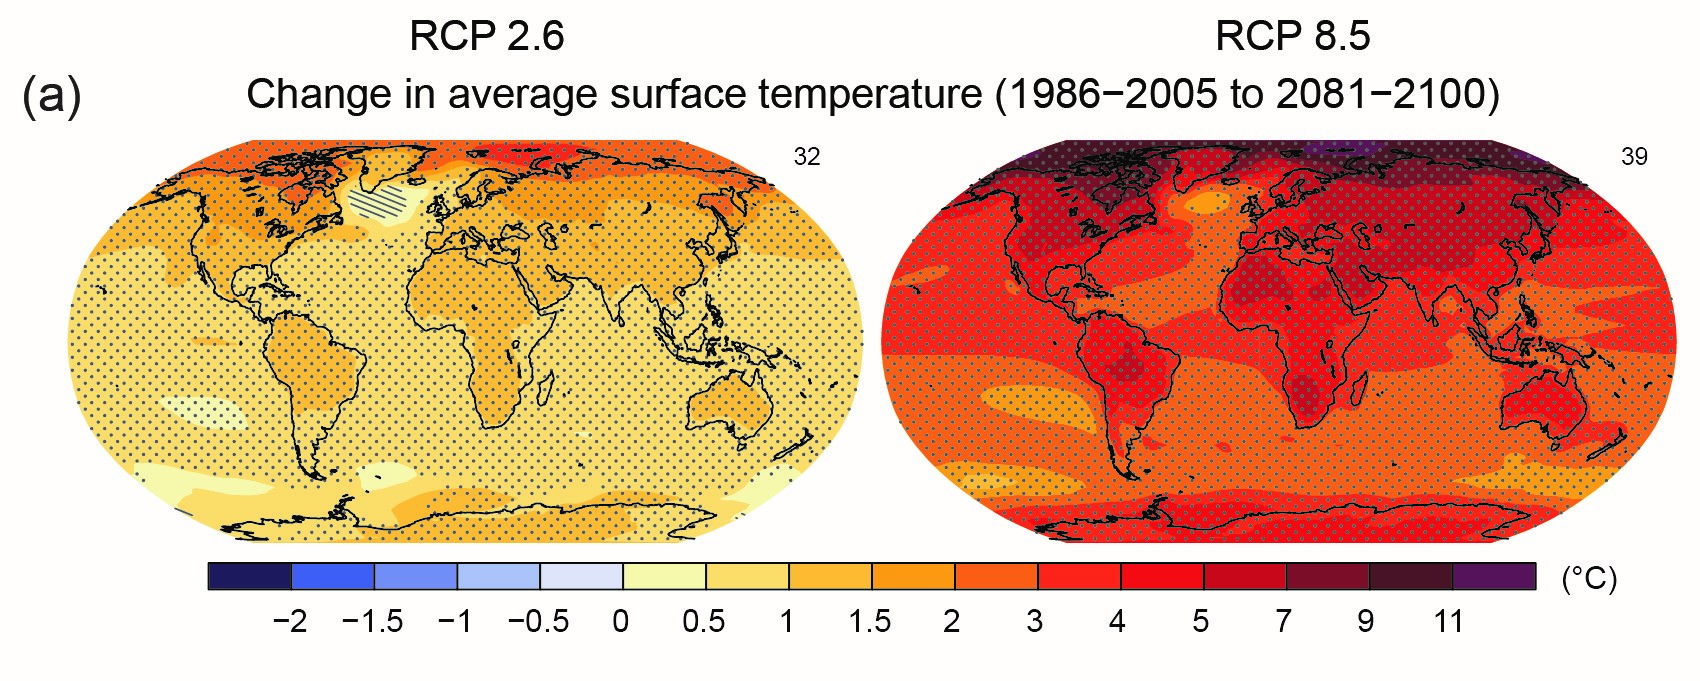 RCP 2.6 RCP 8.5
(a) Change in average surface temperature (1986−2005 to 2081−2100)
32 39
−2 −1.5 −1 −0.5 0 0.5 1 1.5 2 3 4 5 7 9 11 (°C)